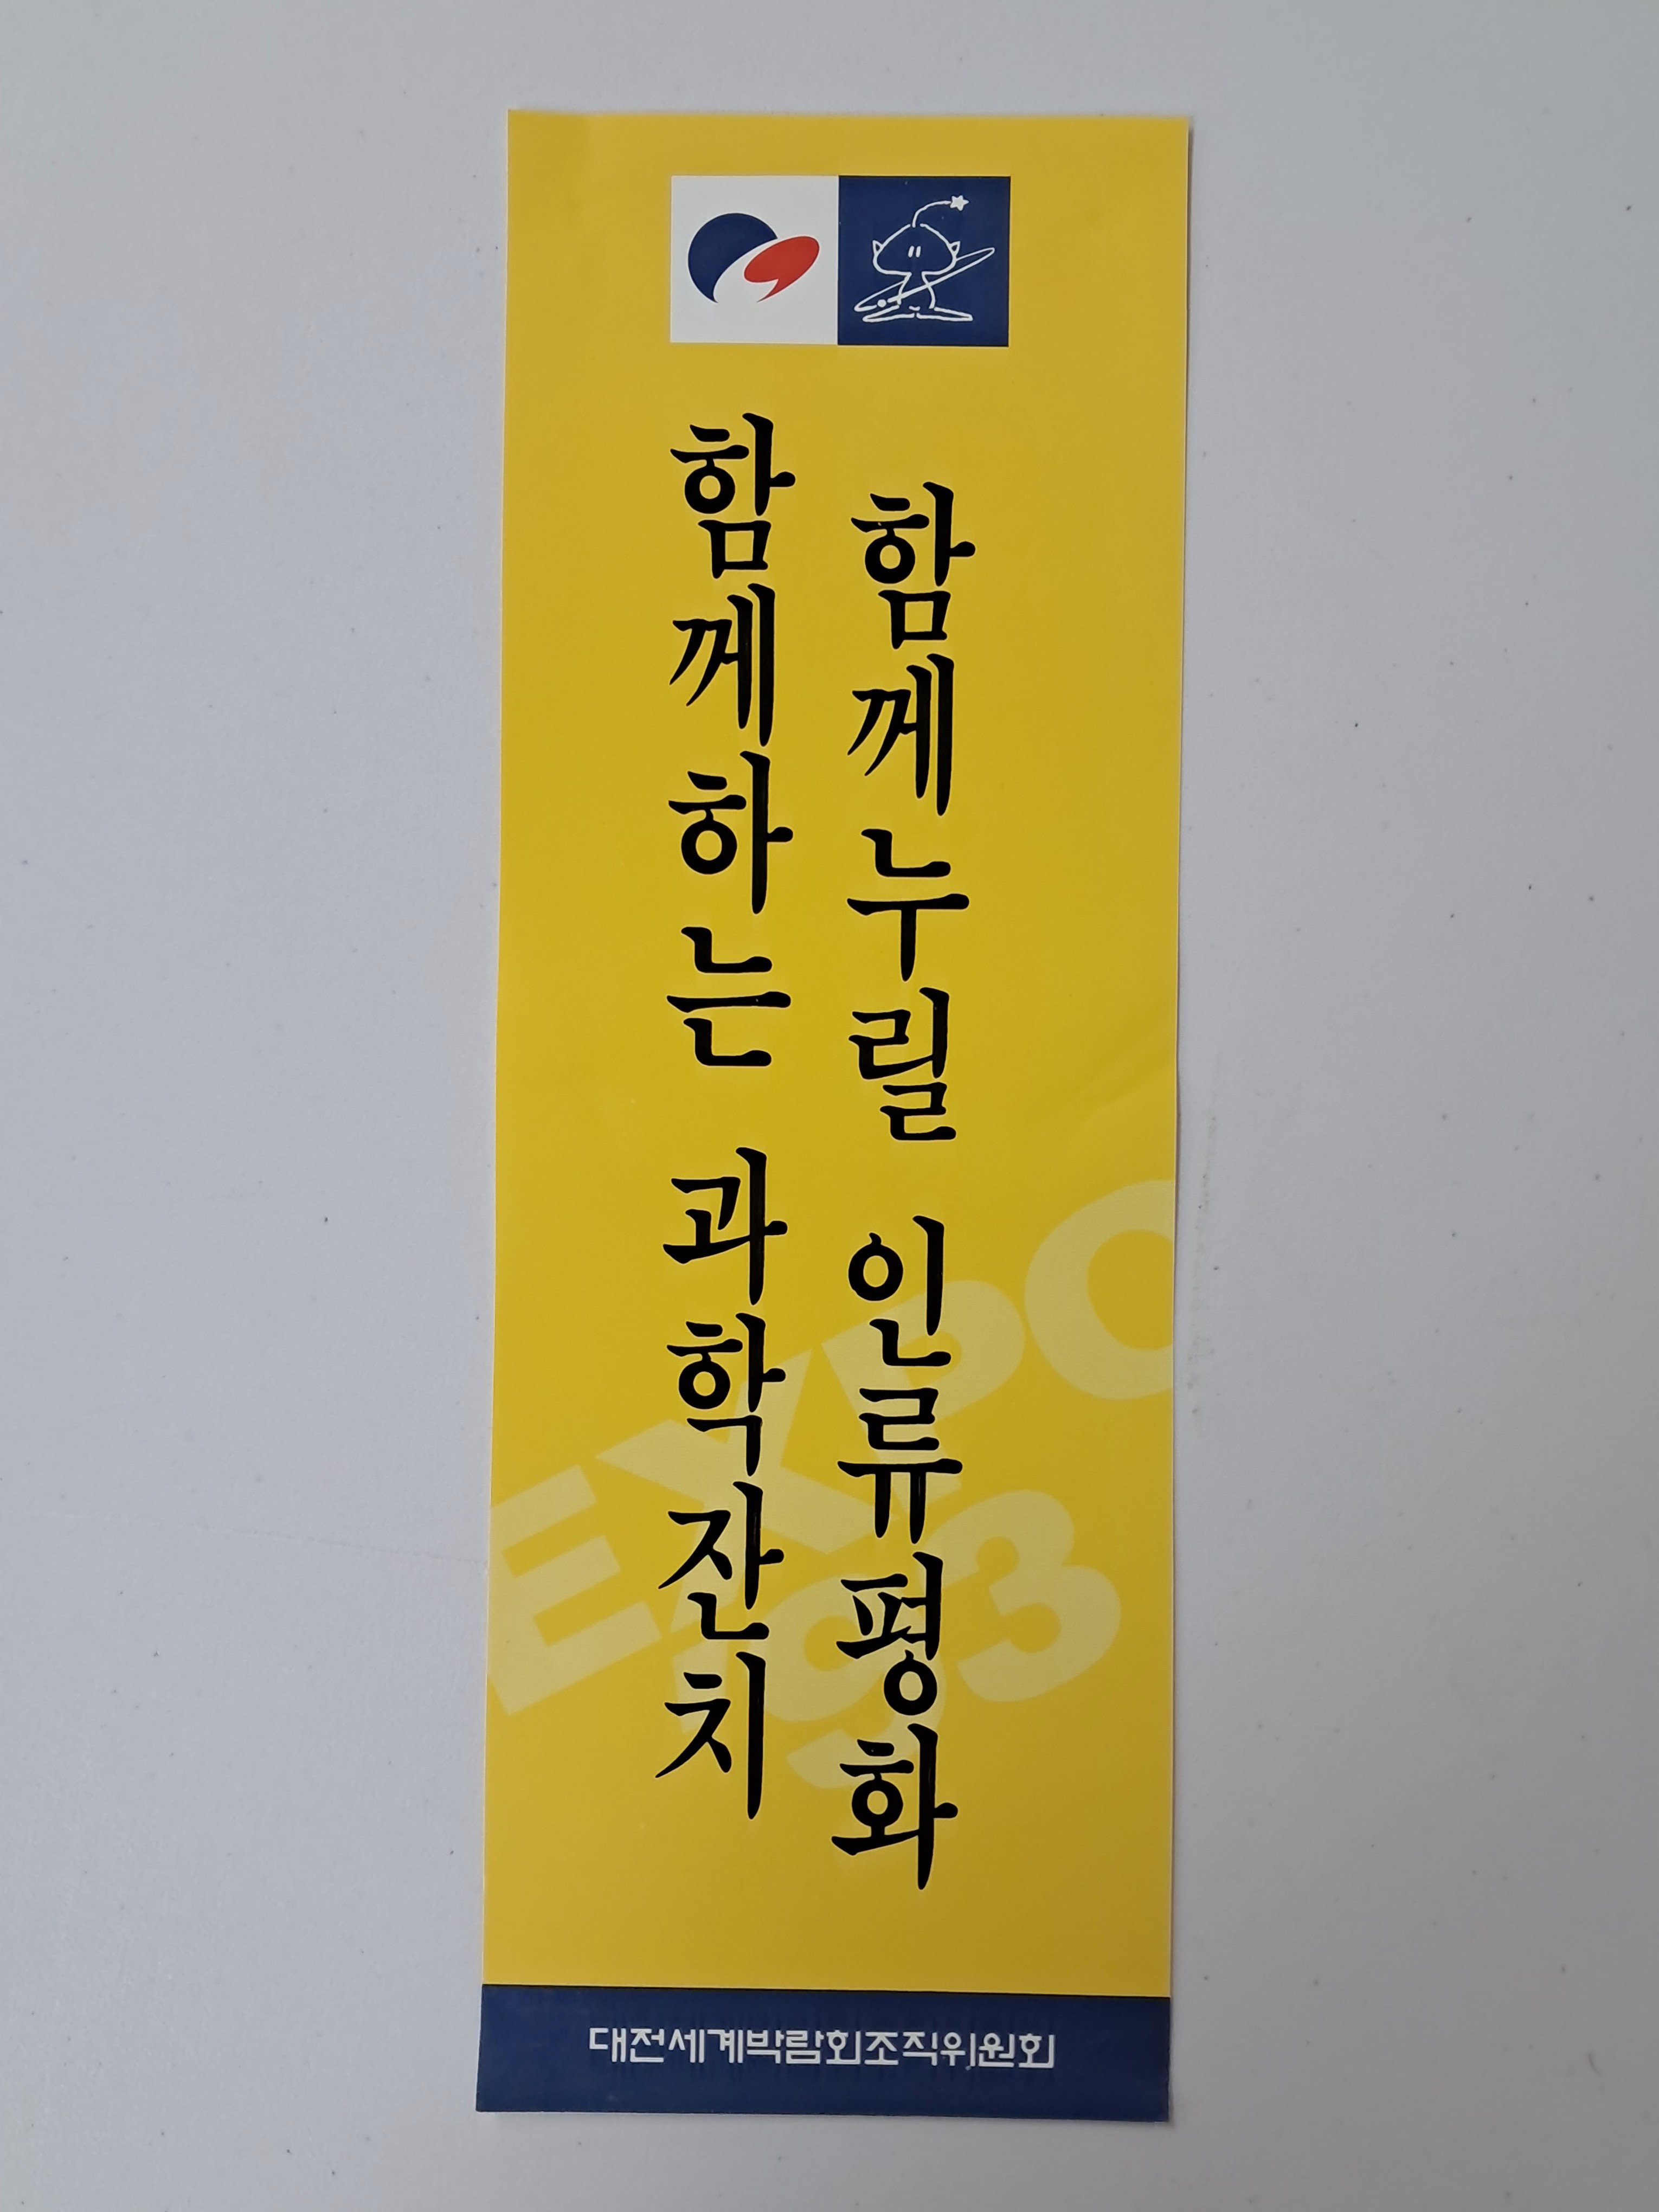 함께하는 과학잔치
함께누릴 인류평화
EXPO
'93
대전세계박람회조직위원회